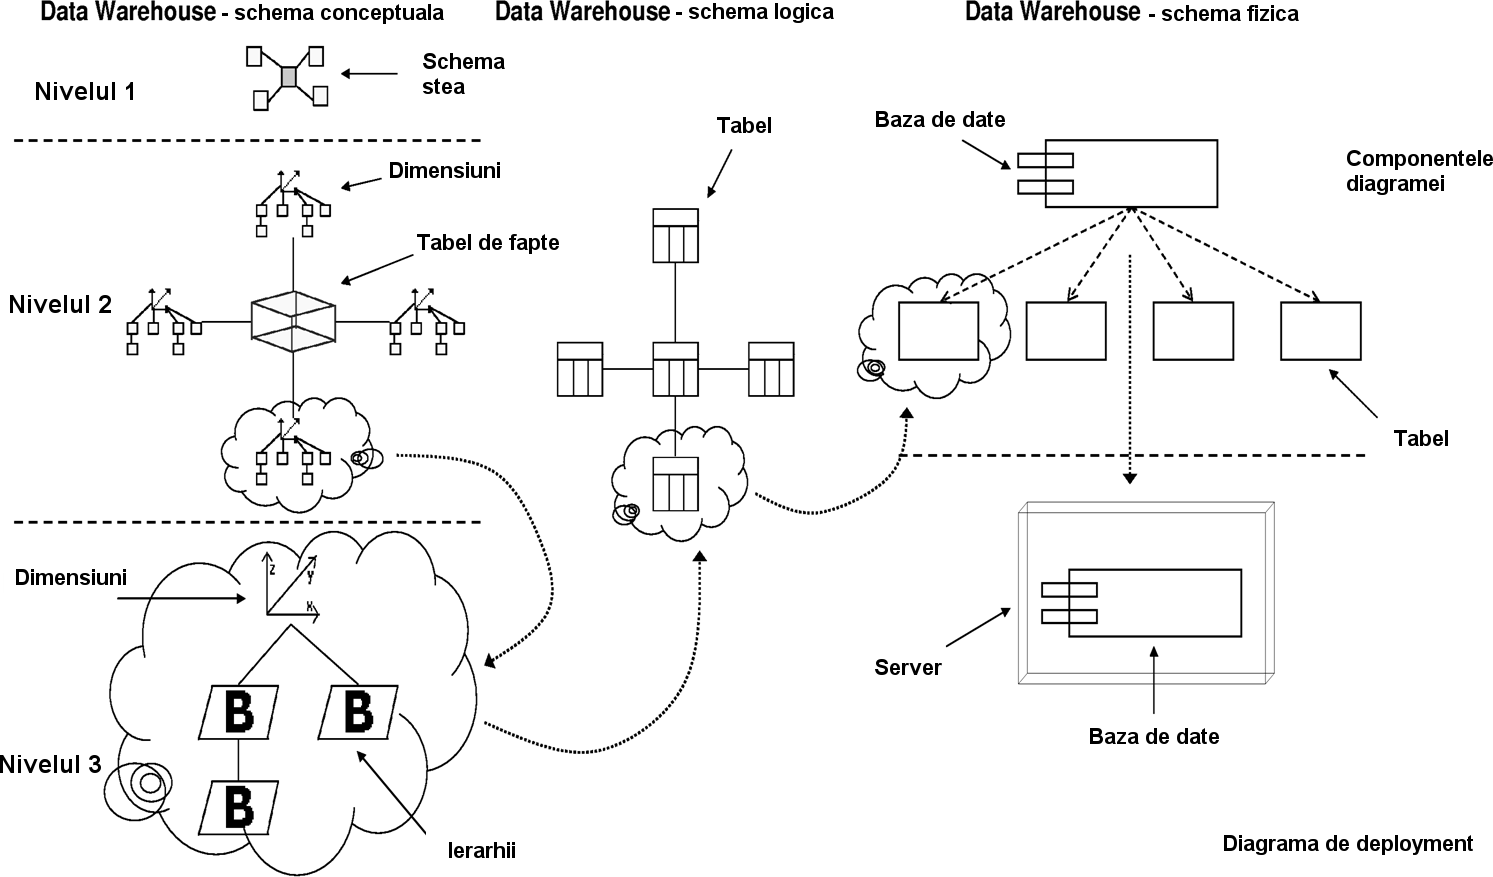 Data Warehouse - schema conceptuala
Data Warehouse - schema logica
Data Warehouse - schema fizica
Nivelul 1
Schema
stea
Dimensiuni
Tabel de fapte
Nivelul 2
Dimensiuni
Z
Y
X
B
B
B
Nivelul 3
Ierarhii
Tabel
Baza de date
Componentele
diagramei
Tabel
Server
Baza de date
Diagrama de deployment